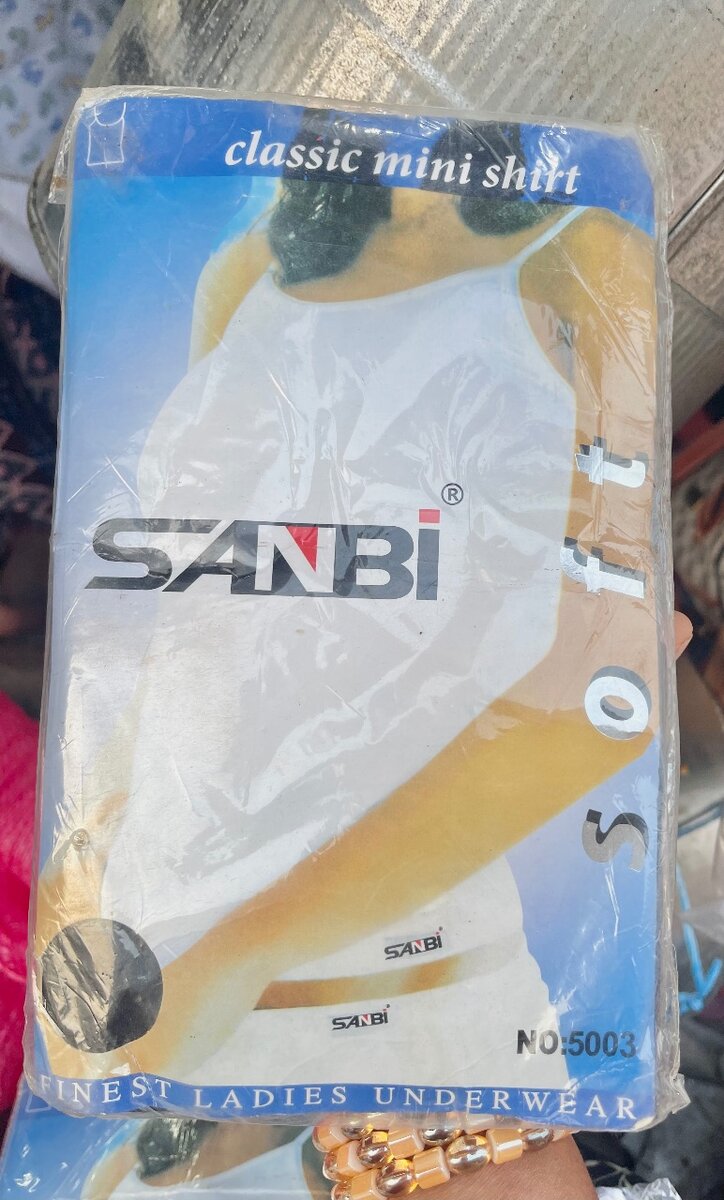 classic mini shirt
SANBi®
soft
SANBi
SANBi
NO:5003
FINEST LADIES UNDERWEAR